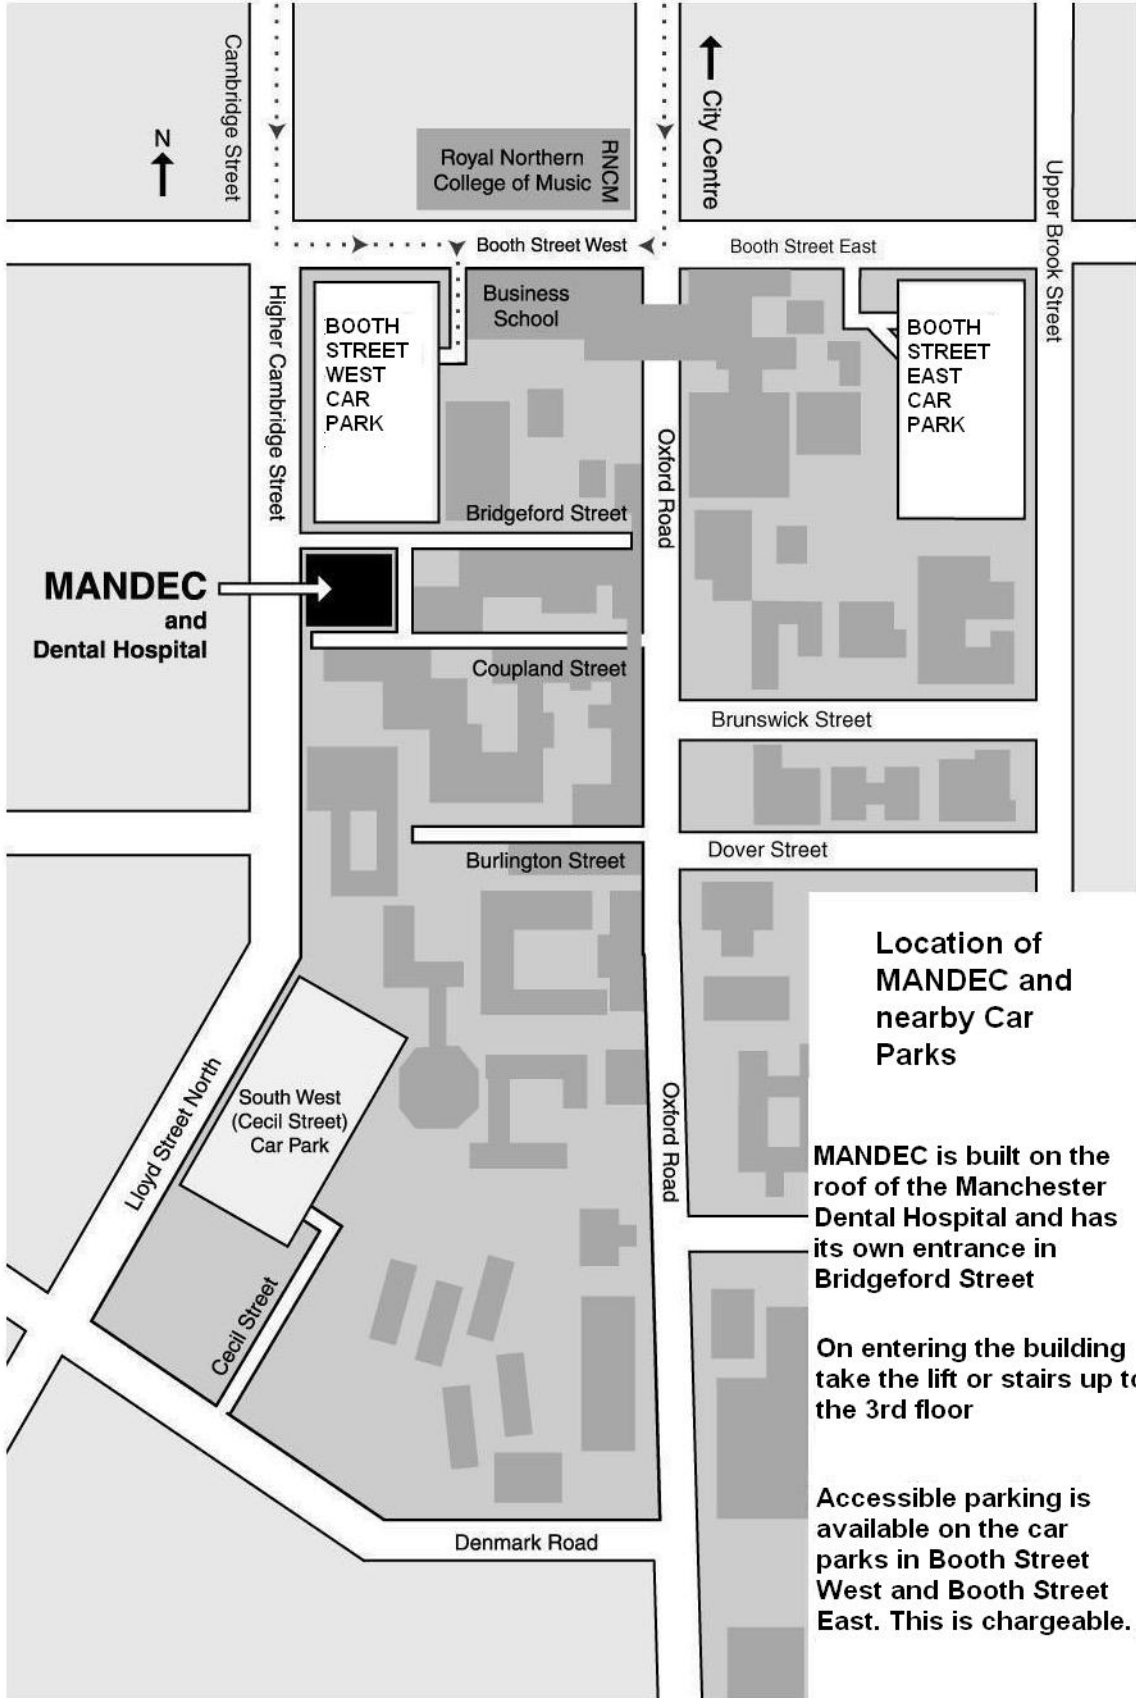 Cambridge Street
N
City Centre
Royal Northern
College of Music
RNCM
Upper Brook Street
Booth Street West
Booth Street East
Higher Cambridge Street
Business
School
BOOTH
STREET
WEST
CAR
PARK
BOOTH
STREET
EAST
CAR
PARK
Oxford Road
Bridgeford Street
MANDEC
and
Dental Hospital
Coupland Street
Brunswick Street
Burlington Street
Dover Street
Location of
MANDEC and
nearby Car
Parks
Lloyd Street North
South West
(Cecil Street)
Car Park
Oxford Road
MANDEC is built on the
roof of the Manchester
Dental Hospital and has
its own entrance in
Bridgeford Street
Cecil Street
On entering the building
take the lift or stairs up to
the 3rd floor
Accessible parking is
available on the car
parks in Booth Street
West and Booth Street
East. This is chargeable.
Denmark Road